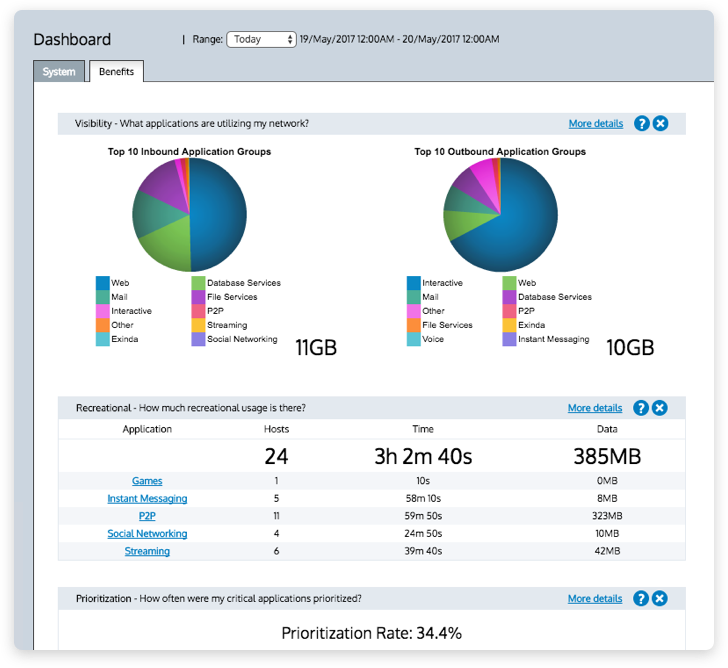 Dashboard | Range: Today 19/May/2017 12:00AM - 20/May/2017 12:00AM
System Benefits
Visibility - What applications are utilizing my network? More details
Top 10 Inbound Application Groups Top 10 Outbound Application Groups
Web Database Services Interactive Web
Mail File Services Mail Database Services
Interactive P2P Other P2P
Other Streaming File Services Exinda
Exinda Social Networking Voice Instant Messaging
11GB 10GB
Recreational - How much recreational usage is there? More details
Application Hosts Time Data
24 3h 2m 40s 385MB
Games 1 10s 0MB
Instant Messaging 5 58m 10s 8MB
P2P 11 59m 50s 323MB
Social Networking 4 24m 50s 10MB
Streaming 6 39m 40s 42MB
Prioritization - How often were my critical applications prioritized? More details
Prioritization Rate: 34.4%